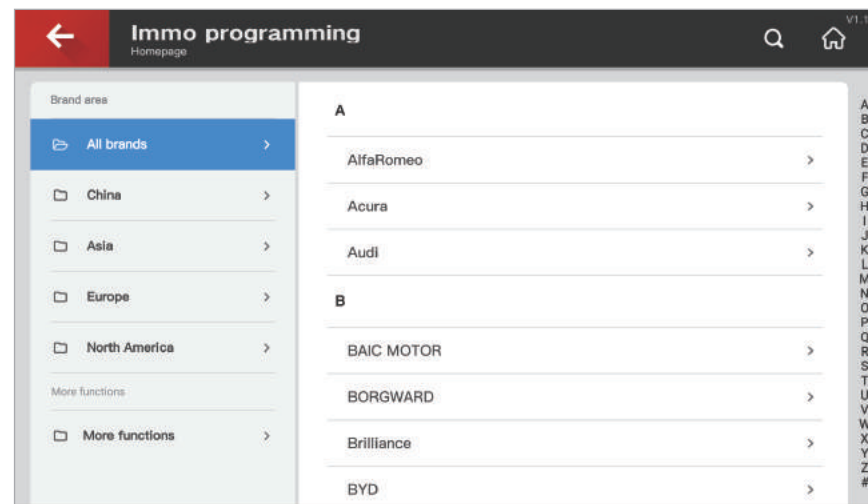 Immo programming
Homepage
V1.1
Brand area
All brands
China
Asia
Europe
North America
More functions
More functions
A
AlfaRomeo
Acura
Audi
B
BAIC MOTOR
BORGWARD
Brilliance
BYD
A
B
C
D
E
F
G
H
I
J
K
L
M
N
O
P
Q
R
S
T
U
V
W
X
Y
Z
#